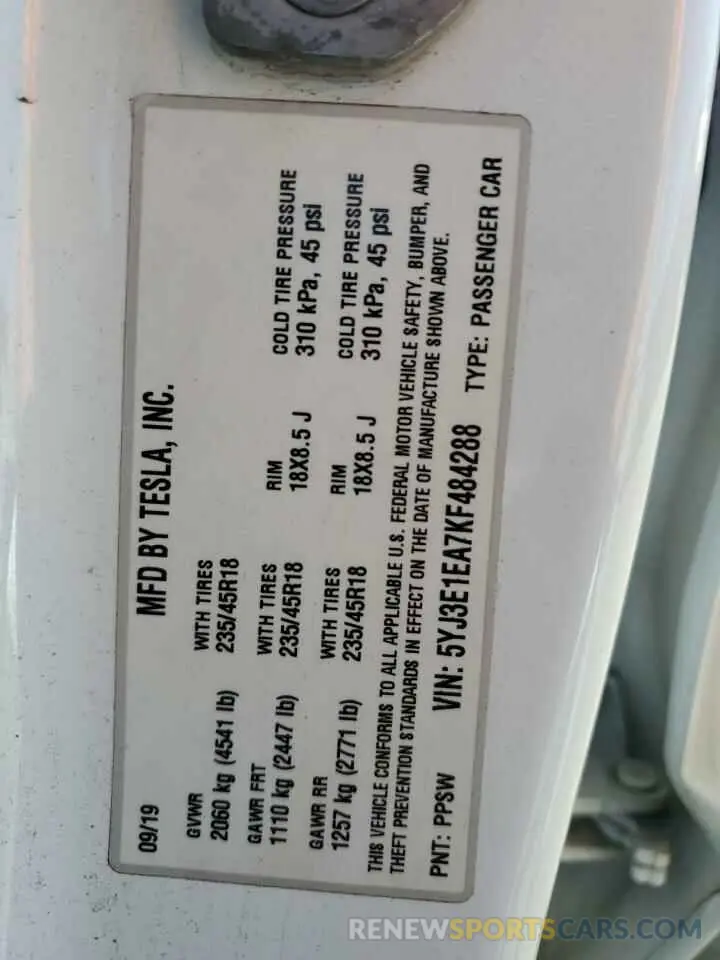 MFD BY TESLA, INC.
09/19
GVWR
2060 kg (4541 lb)
WITH TIRES
235/45R18
GAWR FRT
1110 kg (2447 lb)
WITH TIRES
235/45R18
RIM
18X8.5 J
COLD TIRE PRESSURE
310 kPa, 45 psi
GAWR RR
1257 kg (2771 lb)
WITH TIRES
235/45R18
RIM
18X8.5 J
COLD TIRE PRESSURE
310 kPa, 45 psi
THIS VEHICLE CONFORMS TO ALL APPLICABLE U.S. FEDERAL MOTOR VEHICLE SAFETY, BUMPER, AND
THEFT PREVENTION STANDARDS IN EFFECT ON THE DATE OF MANUFACTURE SHOWN ABOVE.
PNT: PPSW VIN: 5YJ3E1EA7KF484288 TYPE: PASSENGER CAR
RENEWSPORTSCARS.COM